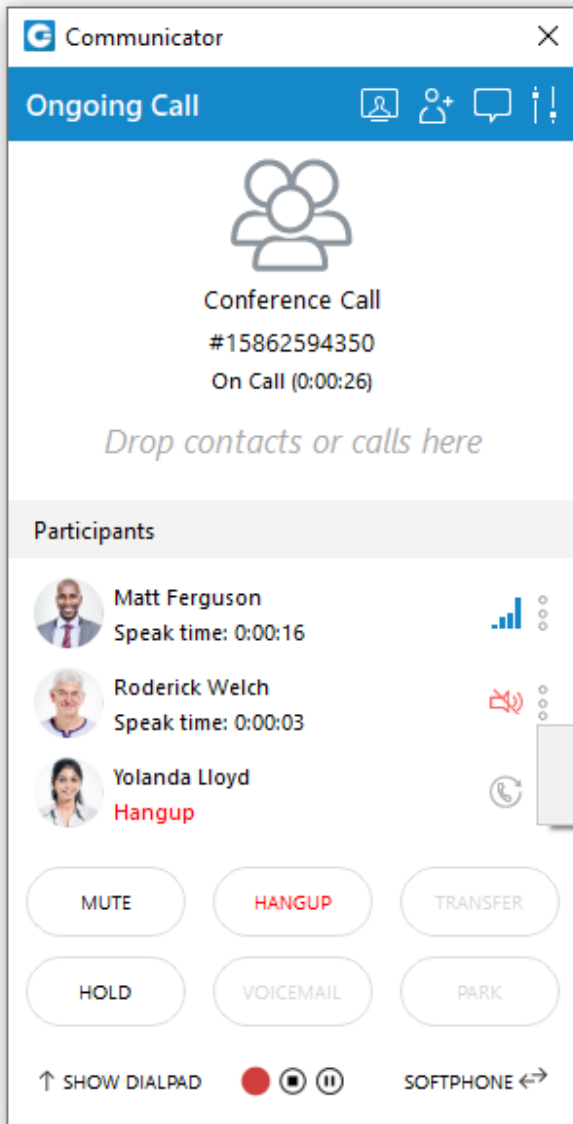 Communicator
Ongoing Call
Conference Call
#15862594350
On Call (0:00:26)
Drop contacts or calls here
Participants
Matt Ferguson
Speak time: 0:00:16
Roderick Welch
Speak time: 0:00:03
Yolanda Lloyd
Hangup
MUTE HANGUP TRANSFER
HOLD VOICEMAIL PARK
SHOW DIALPAD SOFTPHONE